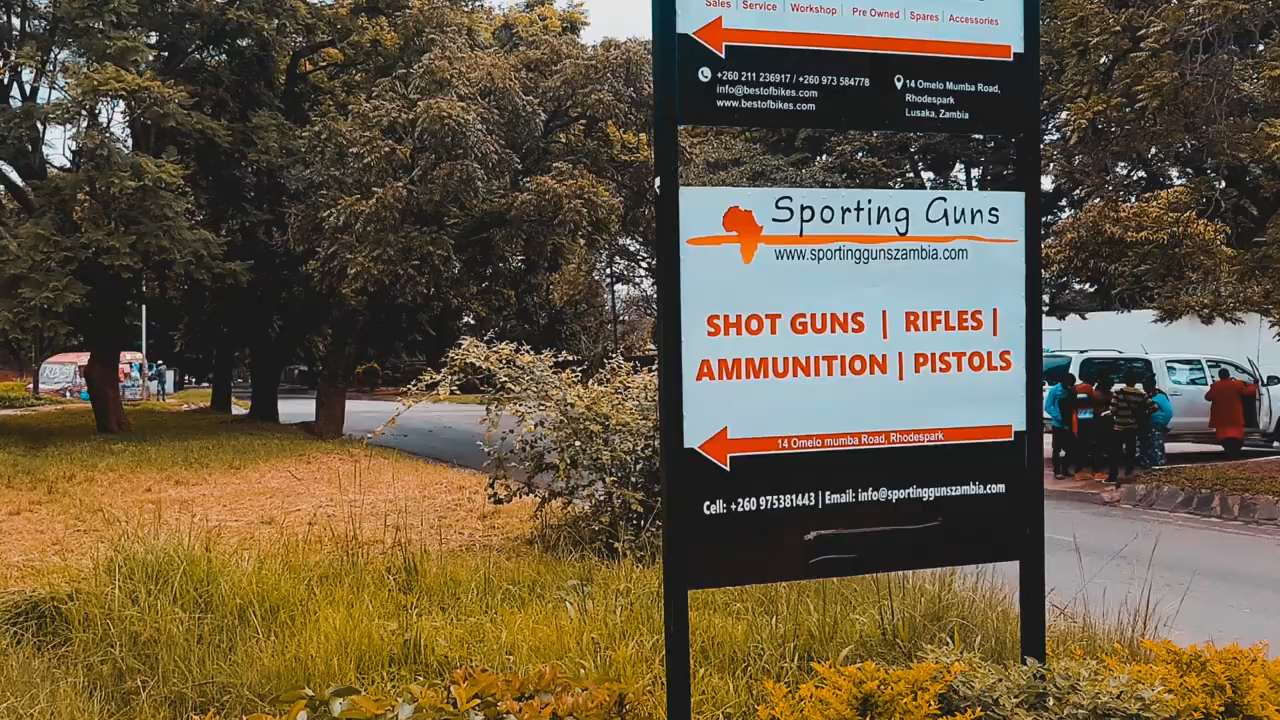 Sales | Service | Workshop | Pre Owned | Spares | Accessories
+260 211 236917 / +260 973 584778
info@bestofbikes.com
www.bestofbikes.com
14 Omelo Mumba Road,
Rhodespark
Lusaka, Zambia
Sporting Guns
www.sportinggunszambia.com
SHOT GUNS | RIFLES |
AMMUNITION | PISTOLS
14 Omelo mumba Road, Rhodespark
Cell: +260 975381443 | Email: info@sportinggunszambia.com
RBS